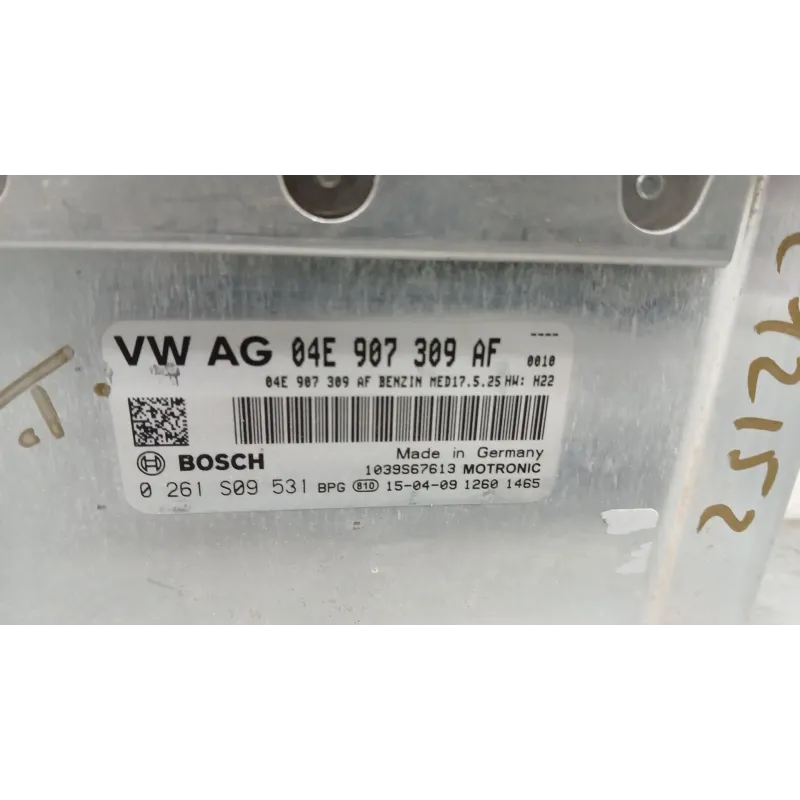 VW AG 04E 907 309 AF
----
0010
04E 907 309 AF BENZIN MED17.5.25 HW: H22
BOSCH
Made in Germany
1039S67613 MOTRONIC
0 261 S09 531 BPG 810 15-04-09 1260 1465